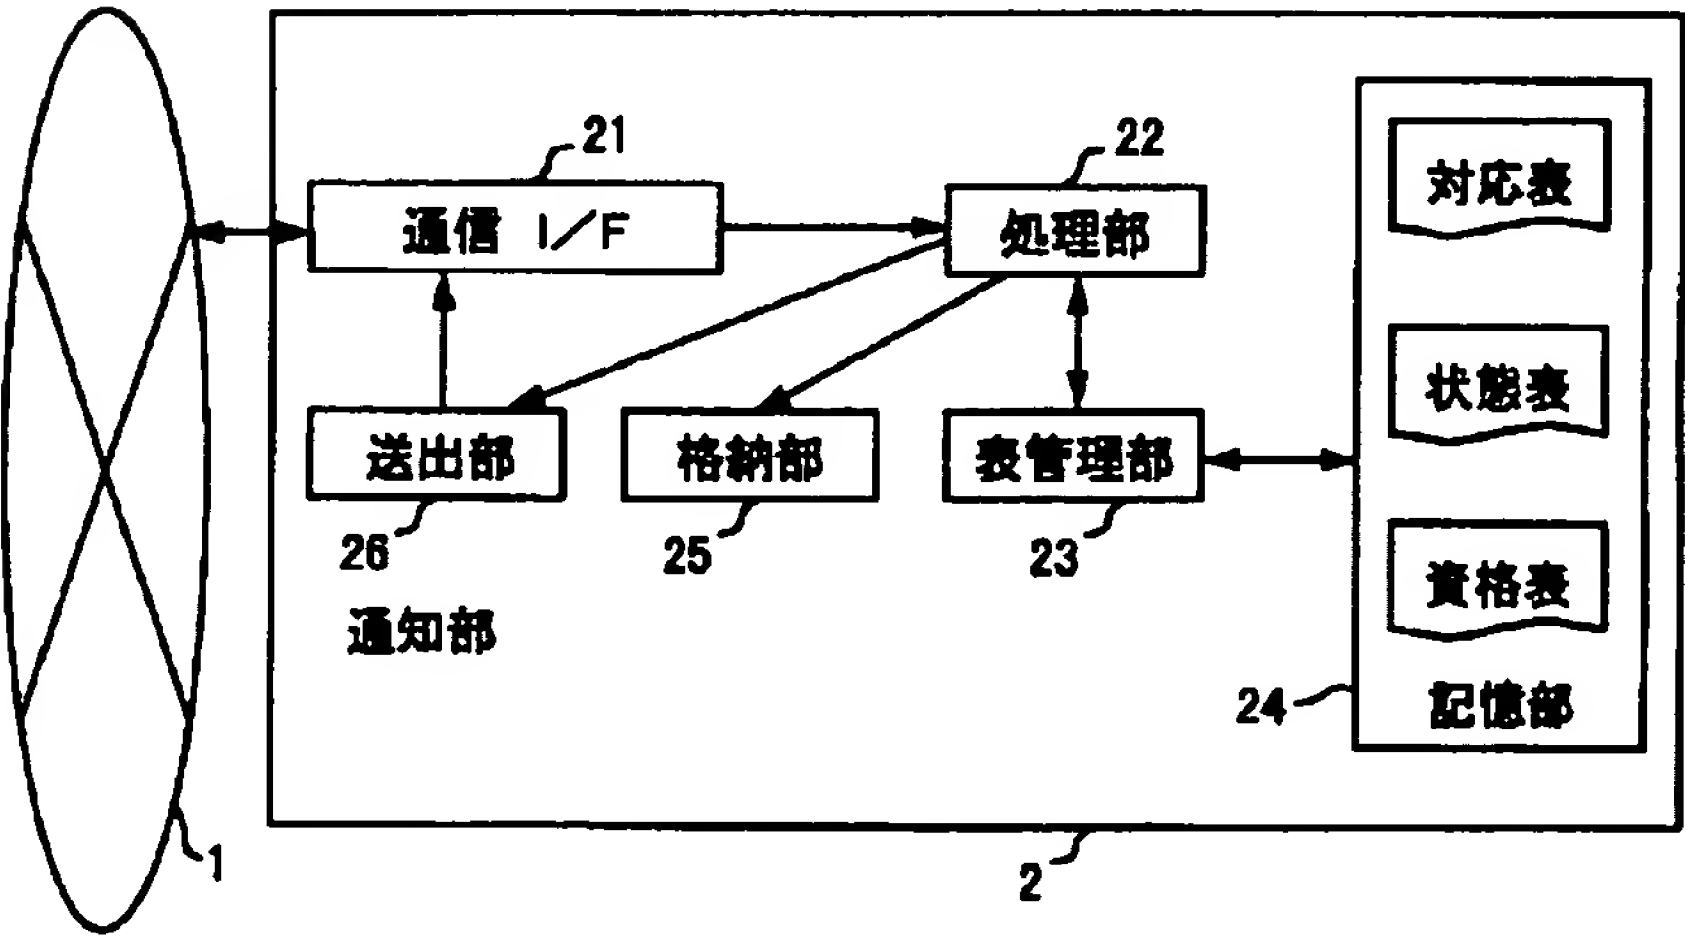 21
22
通信 I/F
処理部
対応表
送出部
格納部
表管理部
状態表
26
25
23
資格表
通知部
24
記憶部
1
2